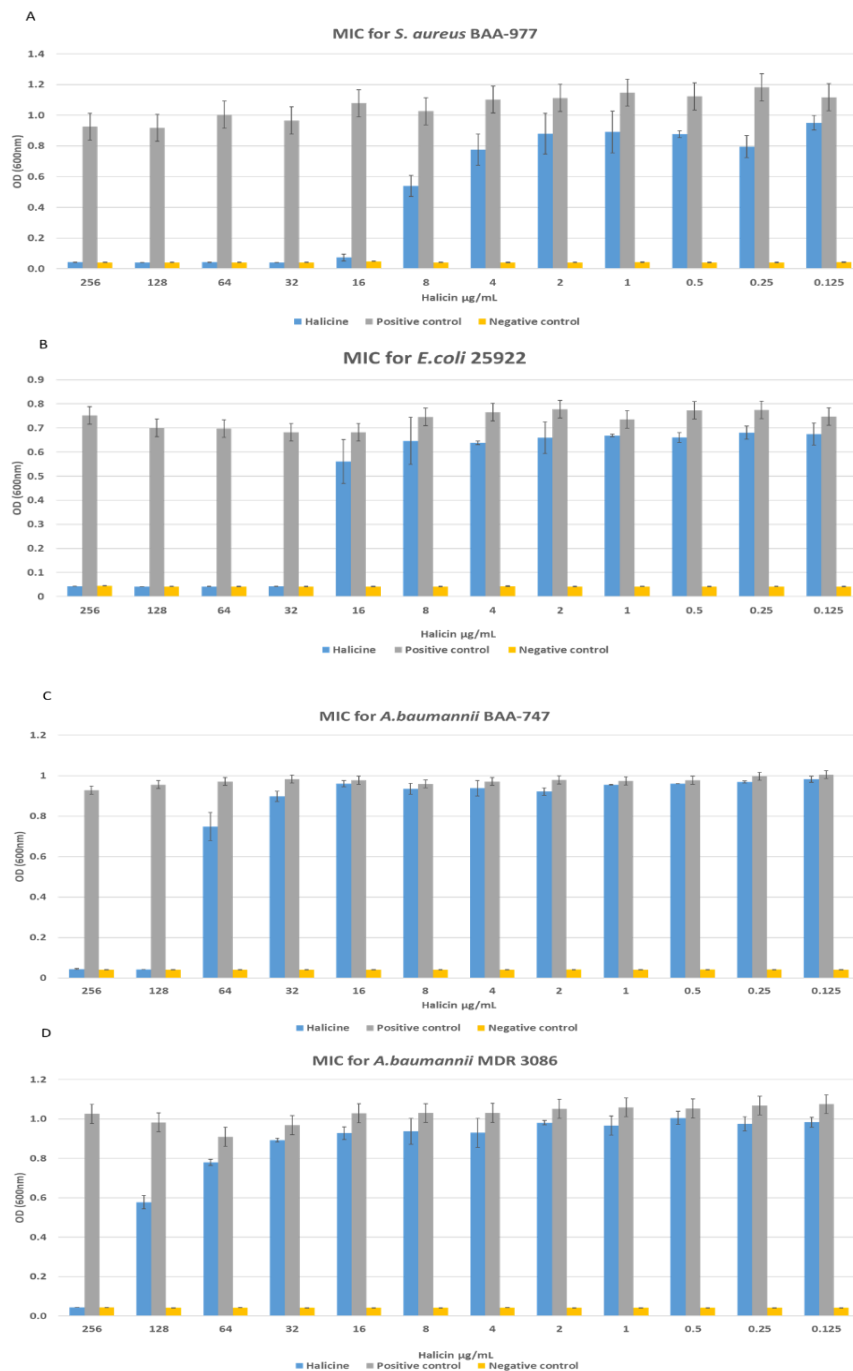 A
MIC for S. aureus BAA-977
1.4
1.2
1.0
0.8
0.6
0.4
0.2
0.0
OD (600nm)
256 128 64 32 16 8 4 2 1 0.5 0.25 0.125
Halicin µg/mL
Halicine Positive control Negative control
B
MIC for E.coli 25922
0.9
0.8
0.7
0.6
0.5
0.4
0.3
0.2
0.1
0
OD (600nm)
256 128 64 32 16 8 4 2 1 0.5 0.25 0.125
Halicin µg/mL
Halicine Positive control Negative control
C
MIC for A.baumannii BAA-747
1.2
1
0.8
0.6
0.4
0.2
0
OD (600nm)
256 128 64 32 16 8 4 2 1 0.5 0.25 0.125
Halicin µg/mL
Halicine Positive control Negative control
D
MIC for A.baumannii MDR 3086
1.2
1.0
0.8
0.6
0.4
0.2
0.0
OD (600nm)
256 128 64 32 16 8 4 2 1 0.5 0.25 0.125
Halicin µg/mL
Halicine Positive control Negative control